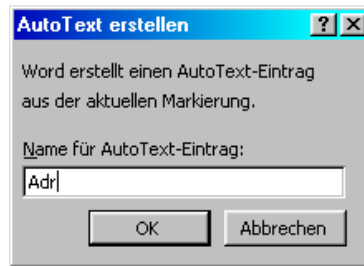 AutoText erstellen
Word erstellt einen AutoText-Eintrag
aus der aktuellen Markierung.
Name für AutoText-Eintrag:
Adr
OK Abbrechen